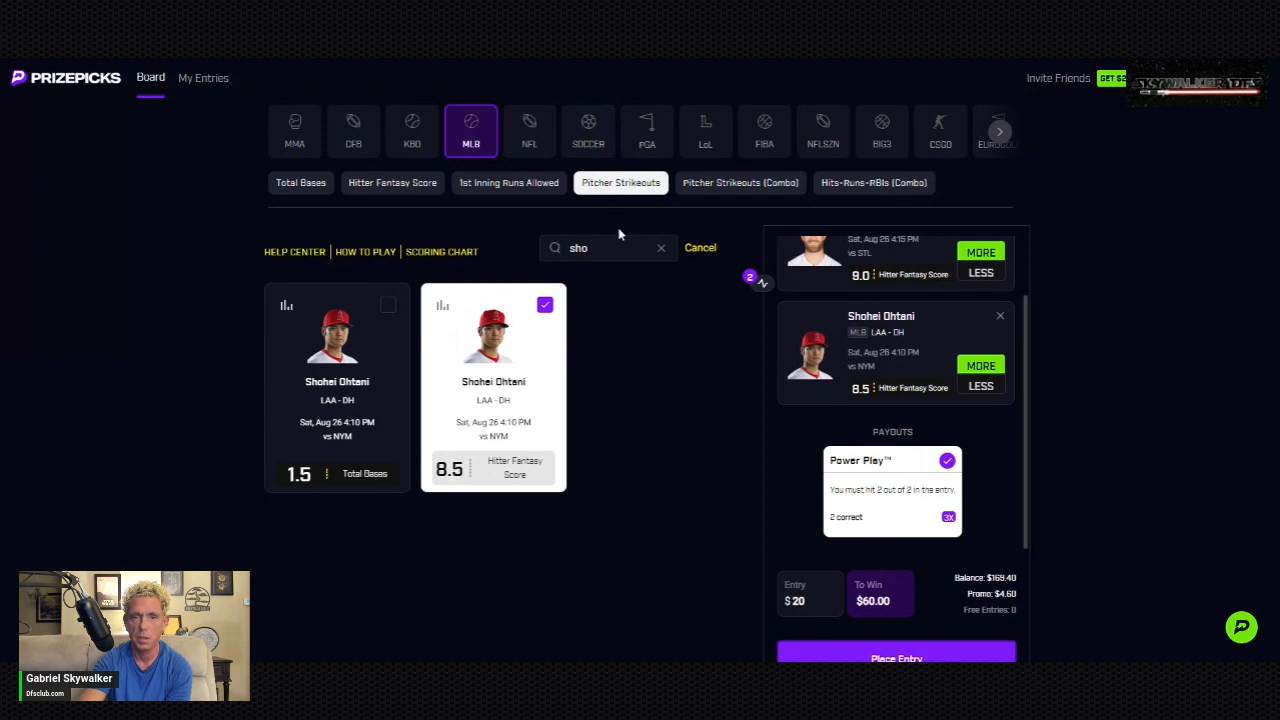 PRIZEPICKS
Board
My Entries
Invite Friends
GET $2
SKYWALKER DFS
MMA
CFB
KBO
MLB
NFL
SOCCER
PGA
LoL
FIBA
NFLSZN
BIG3
CSGO
EUROGOL
Total Bases
Hitter Fantasy Score
1st Inning Runs Allowed
Pitcher Strikeouts
Pitcher Strikeouts (Combo)
Hits-Runs-RBIs (Combo)
HELP CENTER
HOW TO PLAY
SCORING CHART
sho
Cancel
Shohei Ohtani
LAA - DH
Sat, Aug 26 4:10 PM
vs NYM
1.5
Total Bases
Shohei Ohtani
LAA - DH
Sat, Aug 26 4:10 PM
vs NYM
8.5
Hitter Fantasy
Score
2
Sat, Aug 26 4:15 PM
vs STL
9.0
Hitter Fantasy Score
MORE
LESS
Shohei Ohtani
MLB LAA - DH
Sat, Aug 26 4:10 PM
vs NYM
8.5
Hitter Fantasy Score
MORE
LESS
PAYOUTS
Power Play™
You must hit 2 out of 2 in the entry.
2 correct
3X
Entry
$ 20
To Win
$60.00
Balance: $169.40
Promo: $4.60
Free Entries: 0
Place Entry
Gabriel Skywalker
Dfsclub.com